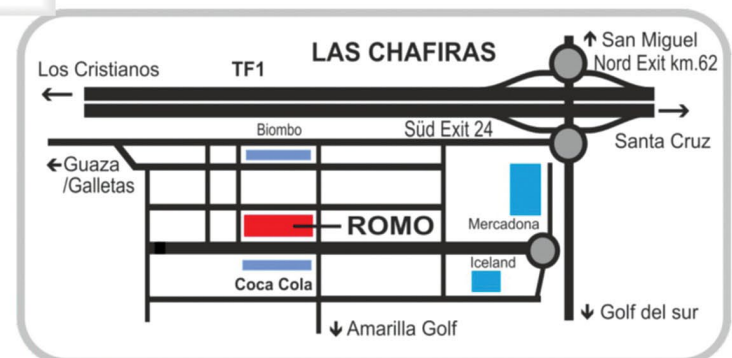 LAS CHAFIRAS
↑ San Miguel
Nord Exit km.62
Los Cristianos
TF1
←
→
Biombo
Süd Exit 24
Santa Cruz
←Guaza
/Galletas
ROMO
Mercadona
Iceland
Coca Cola
↓ Golf del sur
↓ Amarilla Golf